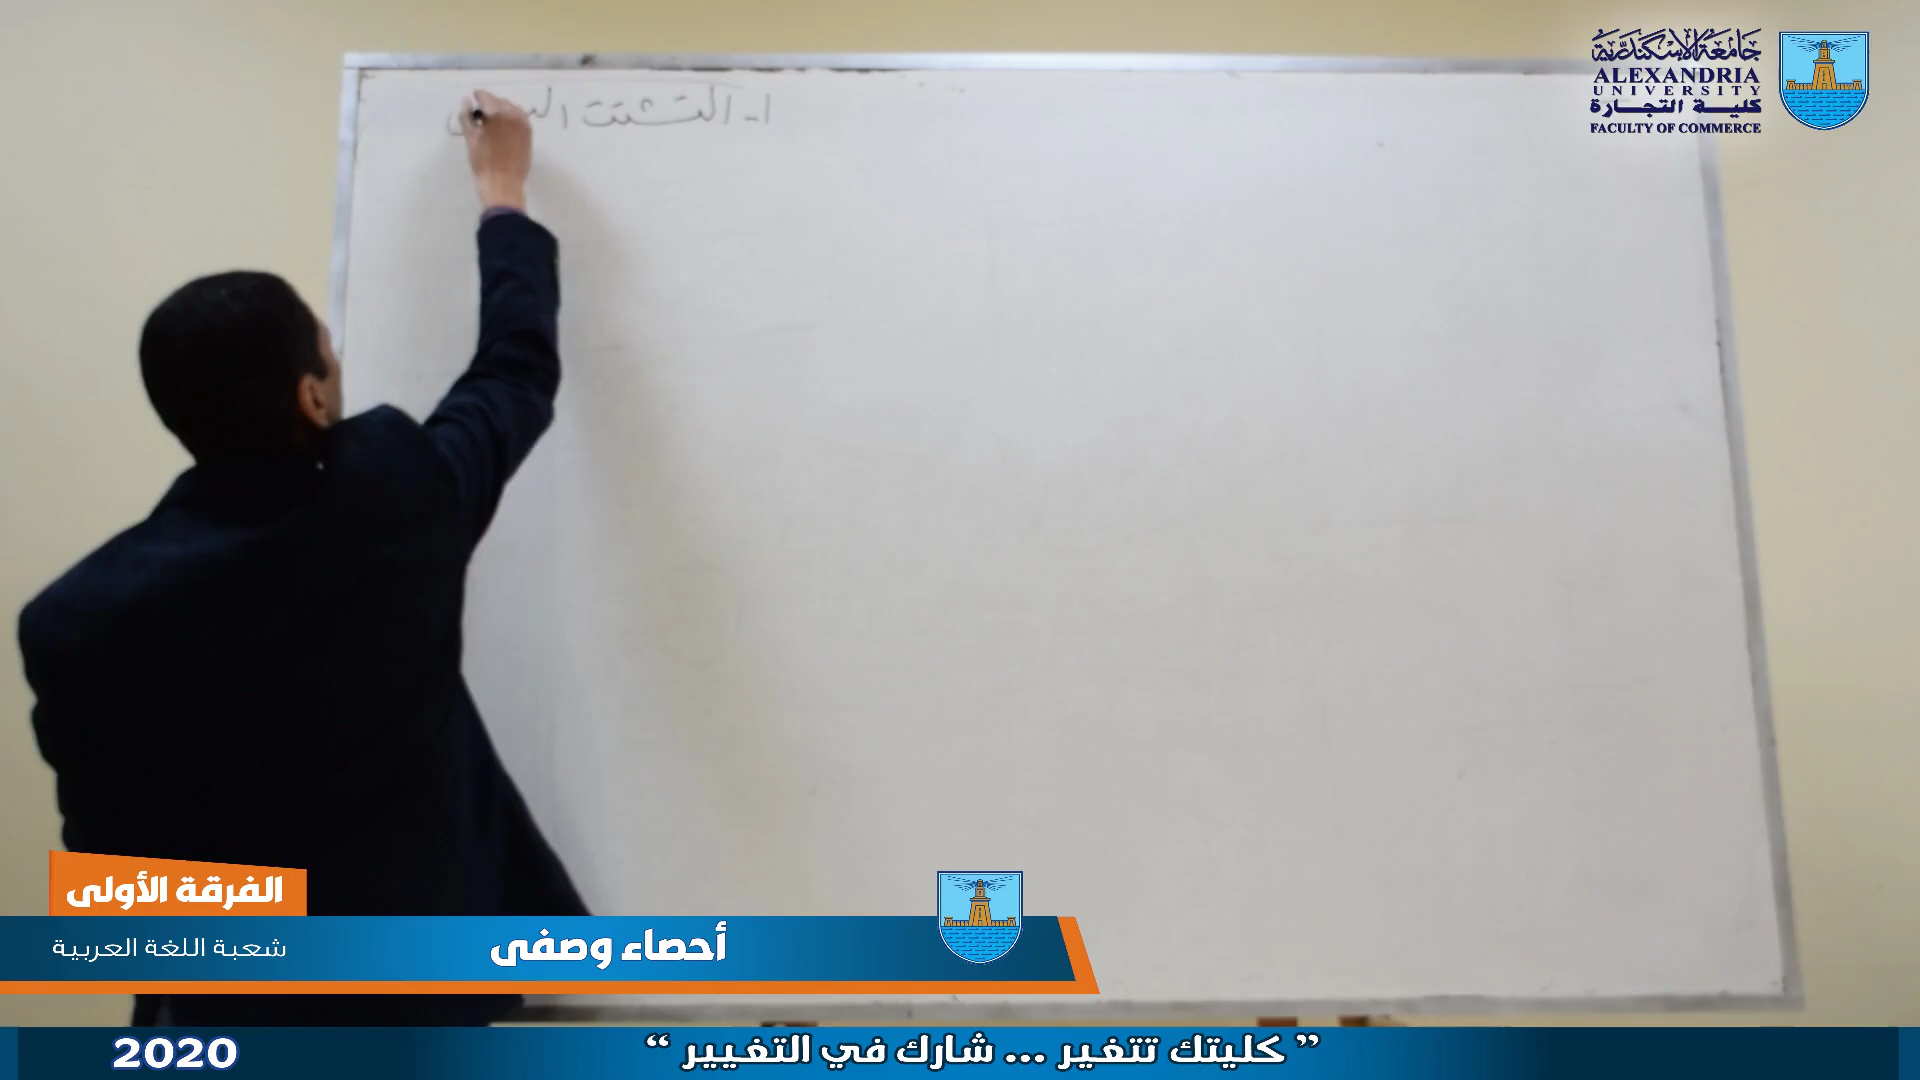 جامعة الإسكندرية
ALEXANDRIA
UNIVERSITY
كلية التجارة
FACULTY OF COMMERCE
١- التشتت
الفرقة الأولى
شعبة اللغة العربية
أحصاء وصفى
2020
” كليتك تتغير ... شارك في التغيير “